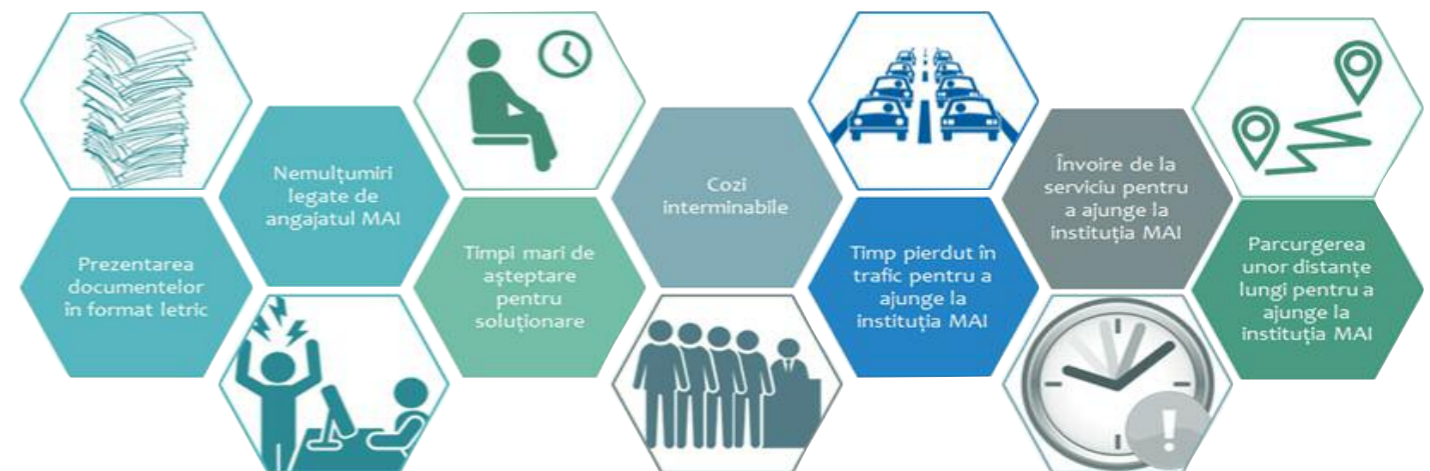 Prezentarea
documentelor
în format letric
Nemulțumiri
legate de
angajatul MAI
Timpi mari de
așteptare
pentru
soluționare
Cozi
interminabile
Timp pierdut în
trafic pentru a
ajunge la
instituția MAI
Învoire de la
serviciu pentru
a ajunge la
instituția MAI
Parcurgerea
unor distanțe
lungi pentru a
ajunge la
instituția MAI